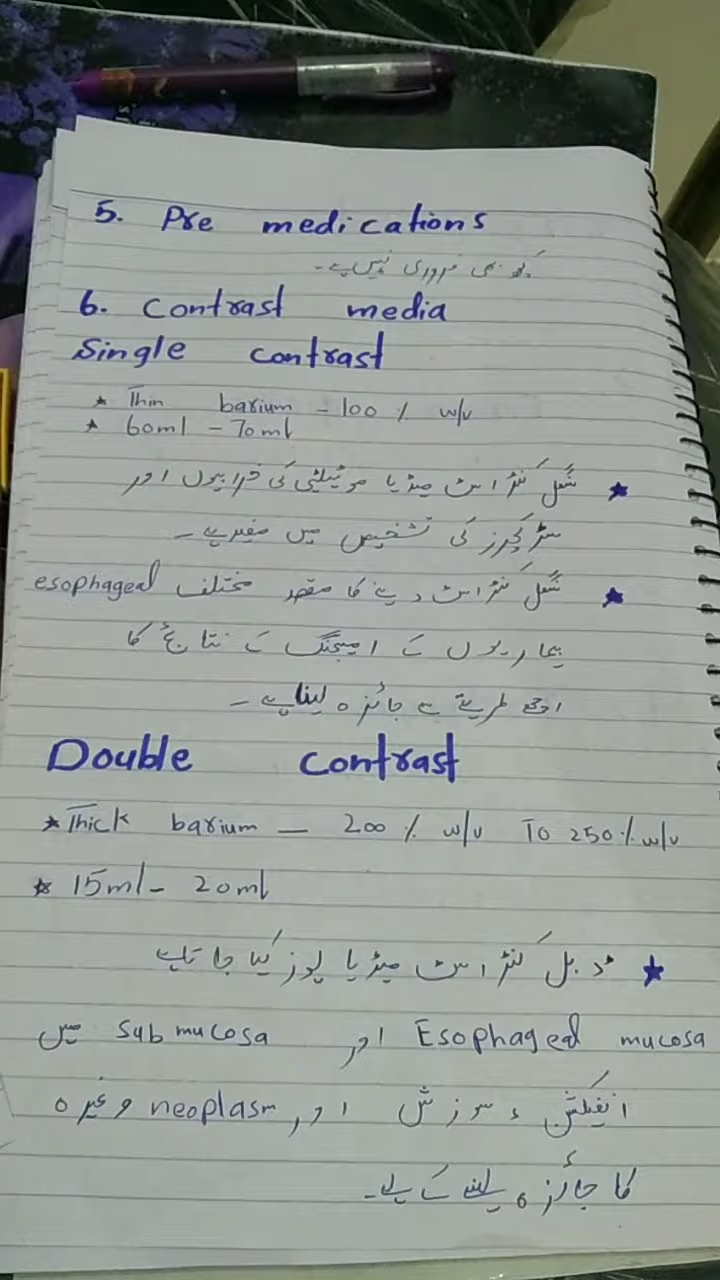 5. Pre medications
کچھ بھی ضروری نہیں ہے۔
6. Contrast media
Single contrast
* Thin barium - 100 % w/v
* 60ml - 70ml
★ سنگل کنٹراسٹ میڈیا موٹیلیٹی کی خرابیوں اور
سٹرکچرز کی تشخیص میں مفید ہے۔
★ سنگل کنٹراسٹ دینے کا مقصد مختلف esophageal
بیماریوں کے امیجنگ کے نتائج کا
اچھے طریقے سے جائزہ لینا ہے۔
Double contrast
* Thick barium — 200 % w/v To 250 % w/v
* 15ml - 20ml
★ ڈبل کنٹراسٹ میڈیا یوز کیا جاتا ہے
Esophageal mucosa اور Submucosa میں
انفیکشن، سوزش اور neoplasm وغیرہ
کا جائزہ لینے کے لیے۔